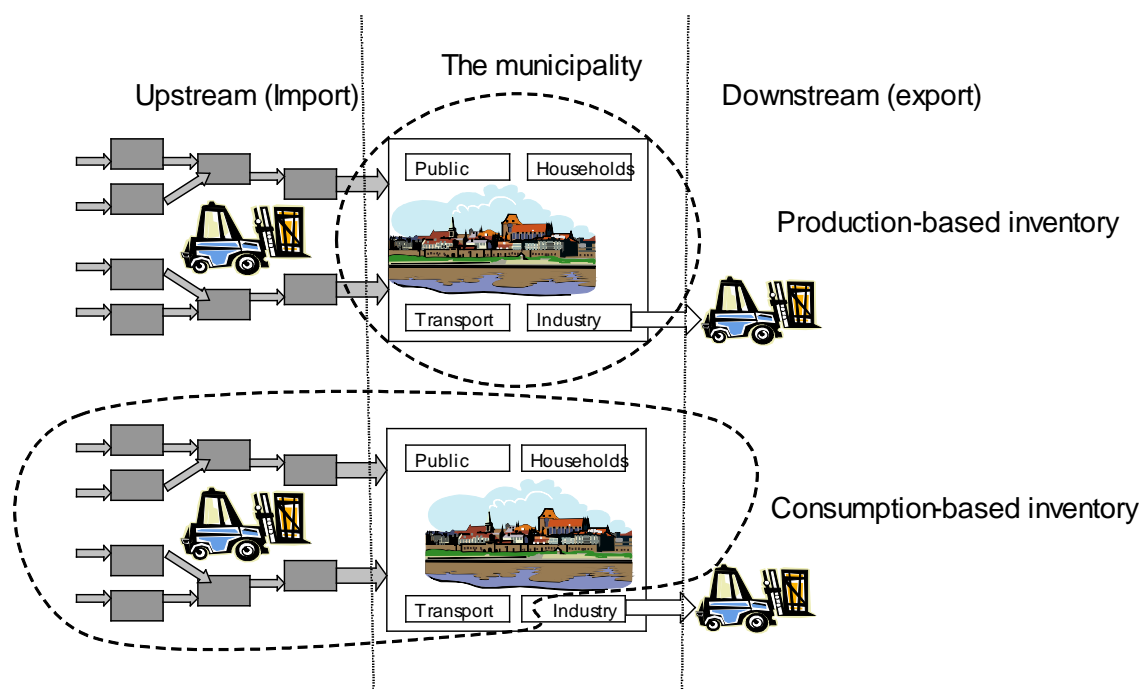 The municipality
Upstream (Import)
Downstream (export)
Public
Households
Production-based inventory
Transport
Industry
Public
Households
Consumption-based inventory
Transport
Industry